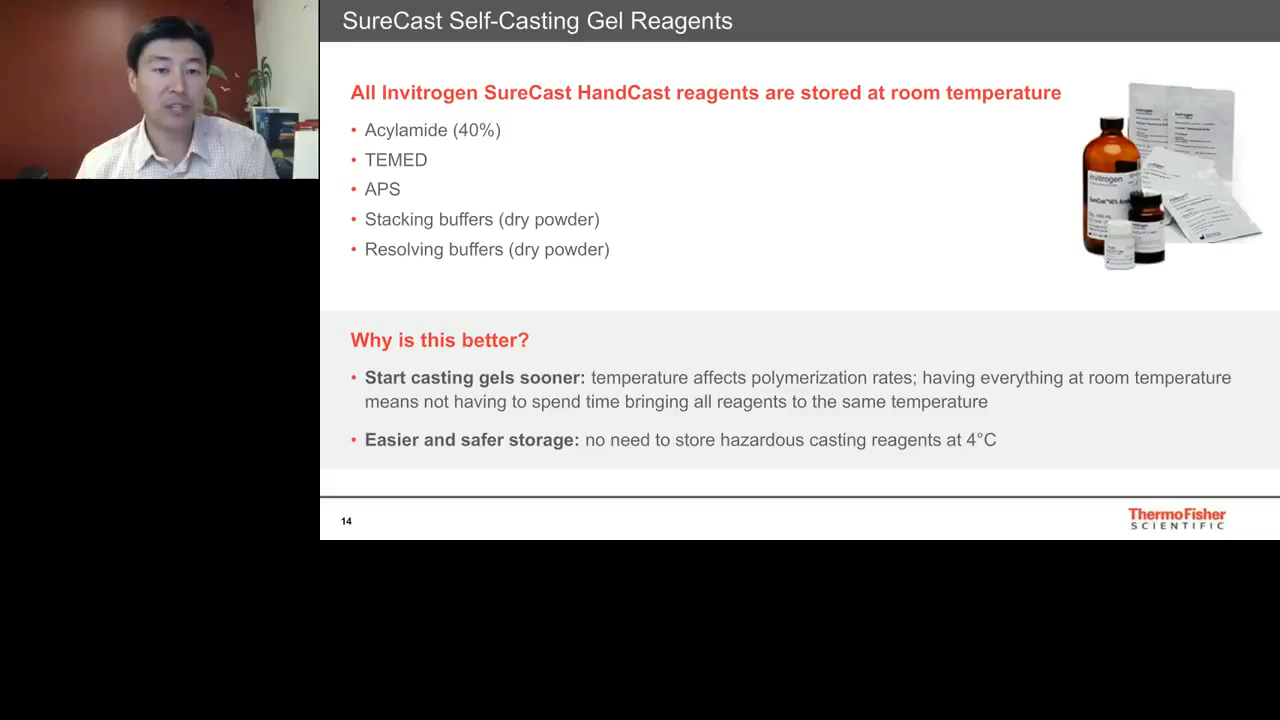 SureCast Self-Casting Gel Reagents
All Invitrogen SureCast HandCast reagents are stored at room temperature
• Acylamide (40%)
• TEMED
• APS
• Stacking buffers (dry powder)
• Resolving buffers (dry powder)
invitrogen
Why is this better?
• Start casting gels sooner: temperature affects polymerization rates; having everything at room temperature
means not having to spend time bringing all reagents to the same temperature
• Easier and safer storage: no need to store hazardous casting reagents at 4°C
14
ThermoFisher
SCIENTIFIC